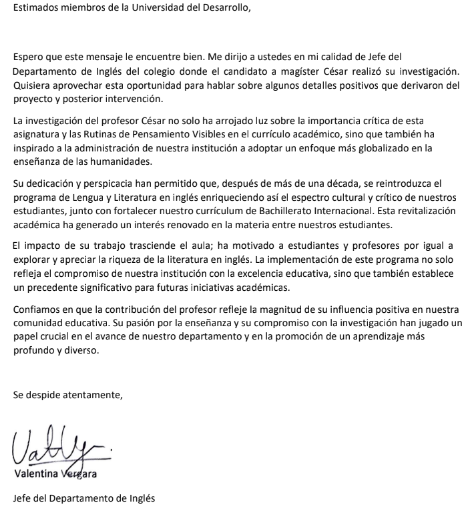 Estimados miembros de la Universidad del Desarrollo,
Espero que este mensaje le encuentre bien. Me dirijo a ustedes en mi calidad de Jefe del
Departamento de Inglés del colegio donde el candidato a magíster César realizó su investigación.
Quisiera aprovechar esta oportunidad para hablar sobre algunos detalles positivos que derivaron del
proyecto y posterior intervención.
La investigación del profesor César no solo ha arrojado luz sobre la importancia crítica de esta
asignatura y las Rutinas de Pensamiento Visibles en el currículo académico, sino que también ha
inspirado a la administración de nuestra institución a adoptar un enfoque más globalizado en la
enseñanza de las humanidades.
Su dedicación y perspicacia han permitido que, después de más de una década, se reintroduzca el
programa de Lengua y Literatura en inglés enriqueciendo así el espectro cultural y crítico de nuestros
estudiantes, junto con fortalecer nuestro currículum de Bachillerato Internacional. Esta revitalización
académica ha generado un interés renovado en la materia entre nuestros estudiantes.
El impacto de su trabajo trasciende el aula; ha motivado a estudiantes y profesores por igual a
explorar y apreciar la riqueza de la literatura en inglés. La implementación de este programa no solo
refleja el compromiso de nuestra institución con la excelencia educativa, sino que también establece
un precedente significativo para futuras iniciativas académicas.
Confiamos en que la contribución del profesor refleje la magnitud de su influencia positiva en nuestra
comunidad educativa. Su pasión por la enseñanza y su compromiso con la investigación han jugado un
papel crucial en el avance de nuestro departamento y en la promoción de un aprendizaje más
profundo y diverso.
Se despide atentamente,
Valentina Vergara
Jefe del Departamento de Inglés